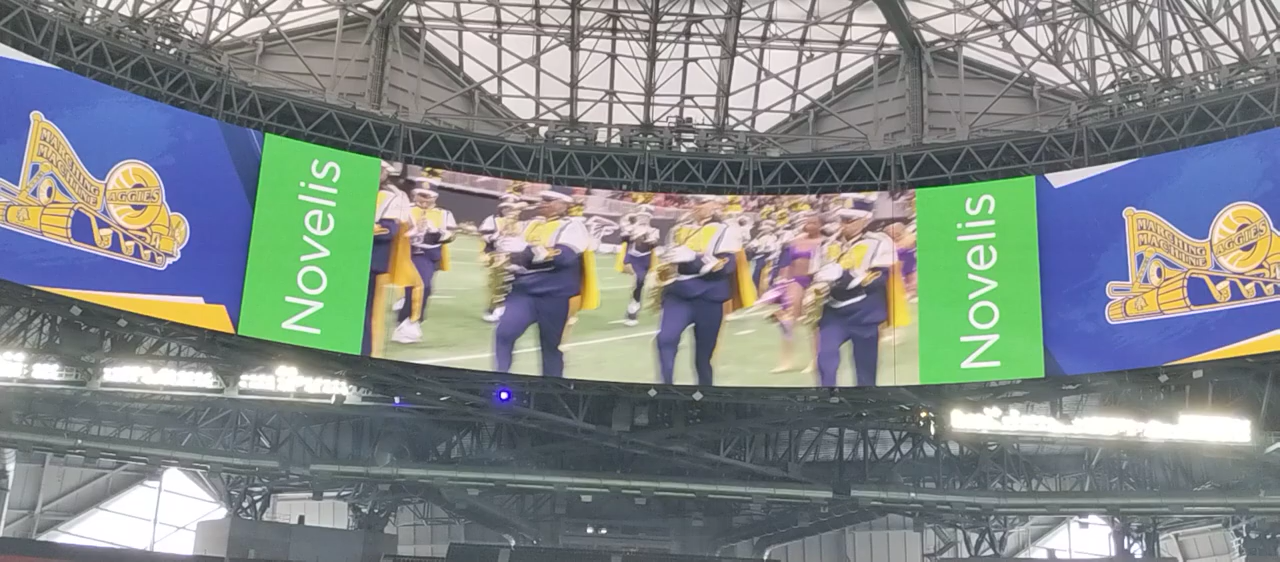 MARCHING
MACHINE
AGGIES
Novelis
Novelis
MARCHING
MACHINE
AGGIES